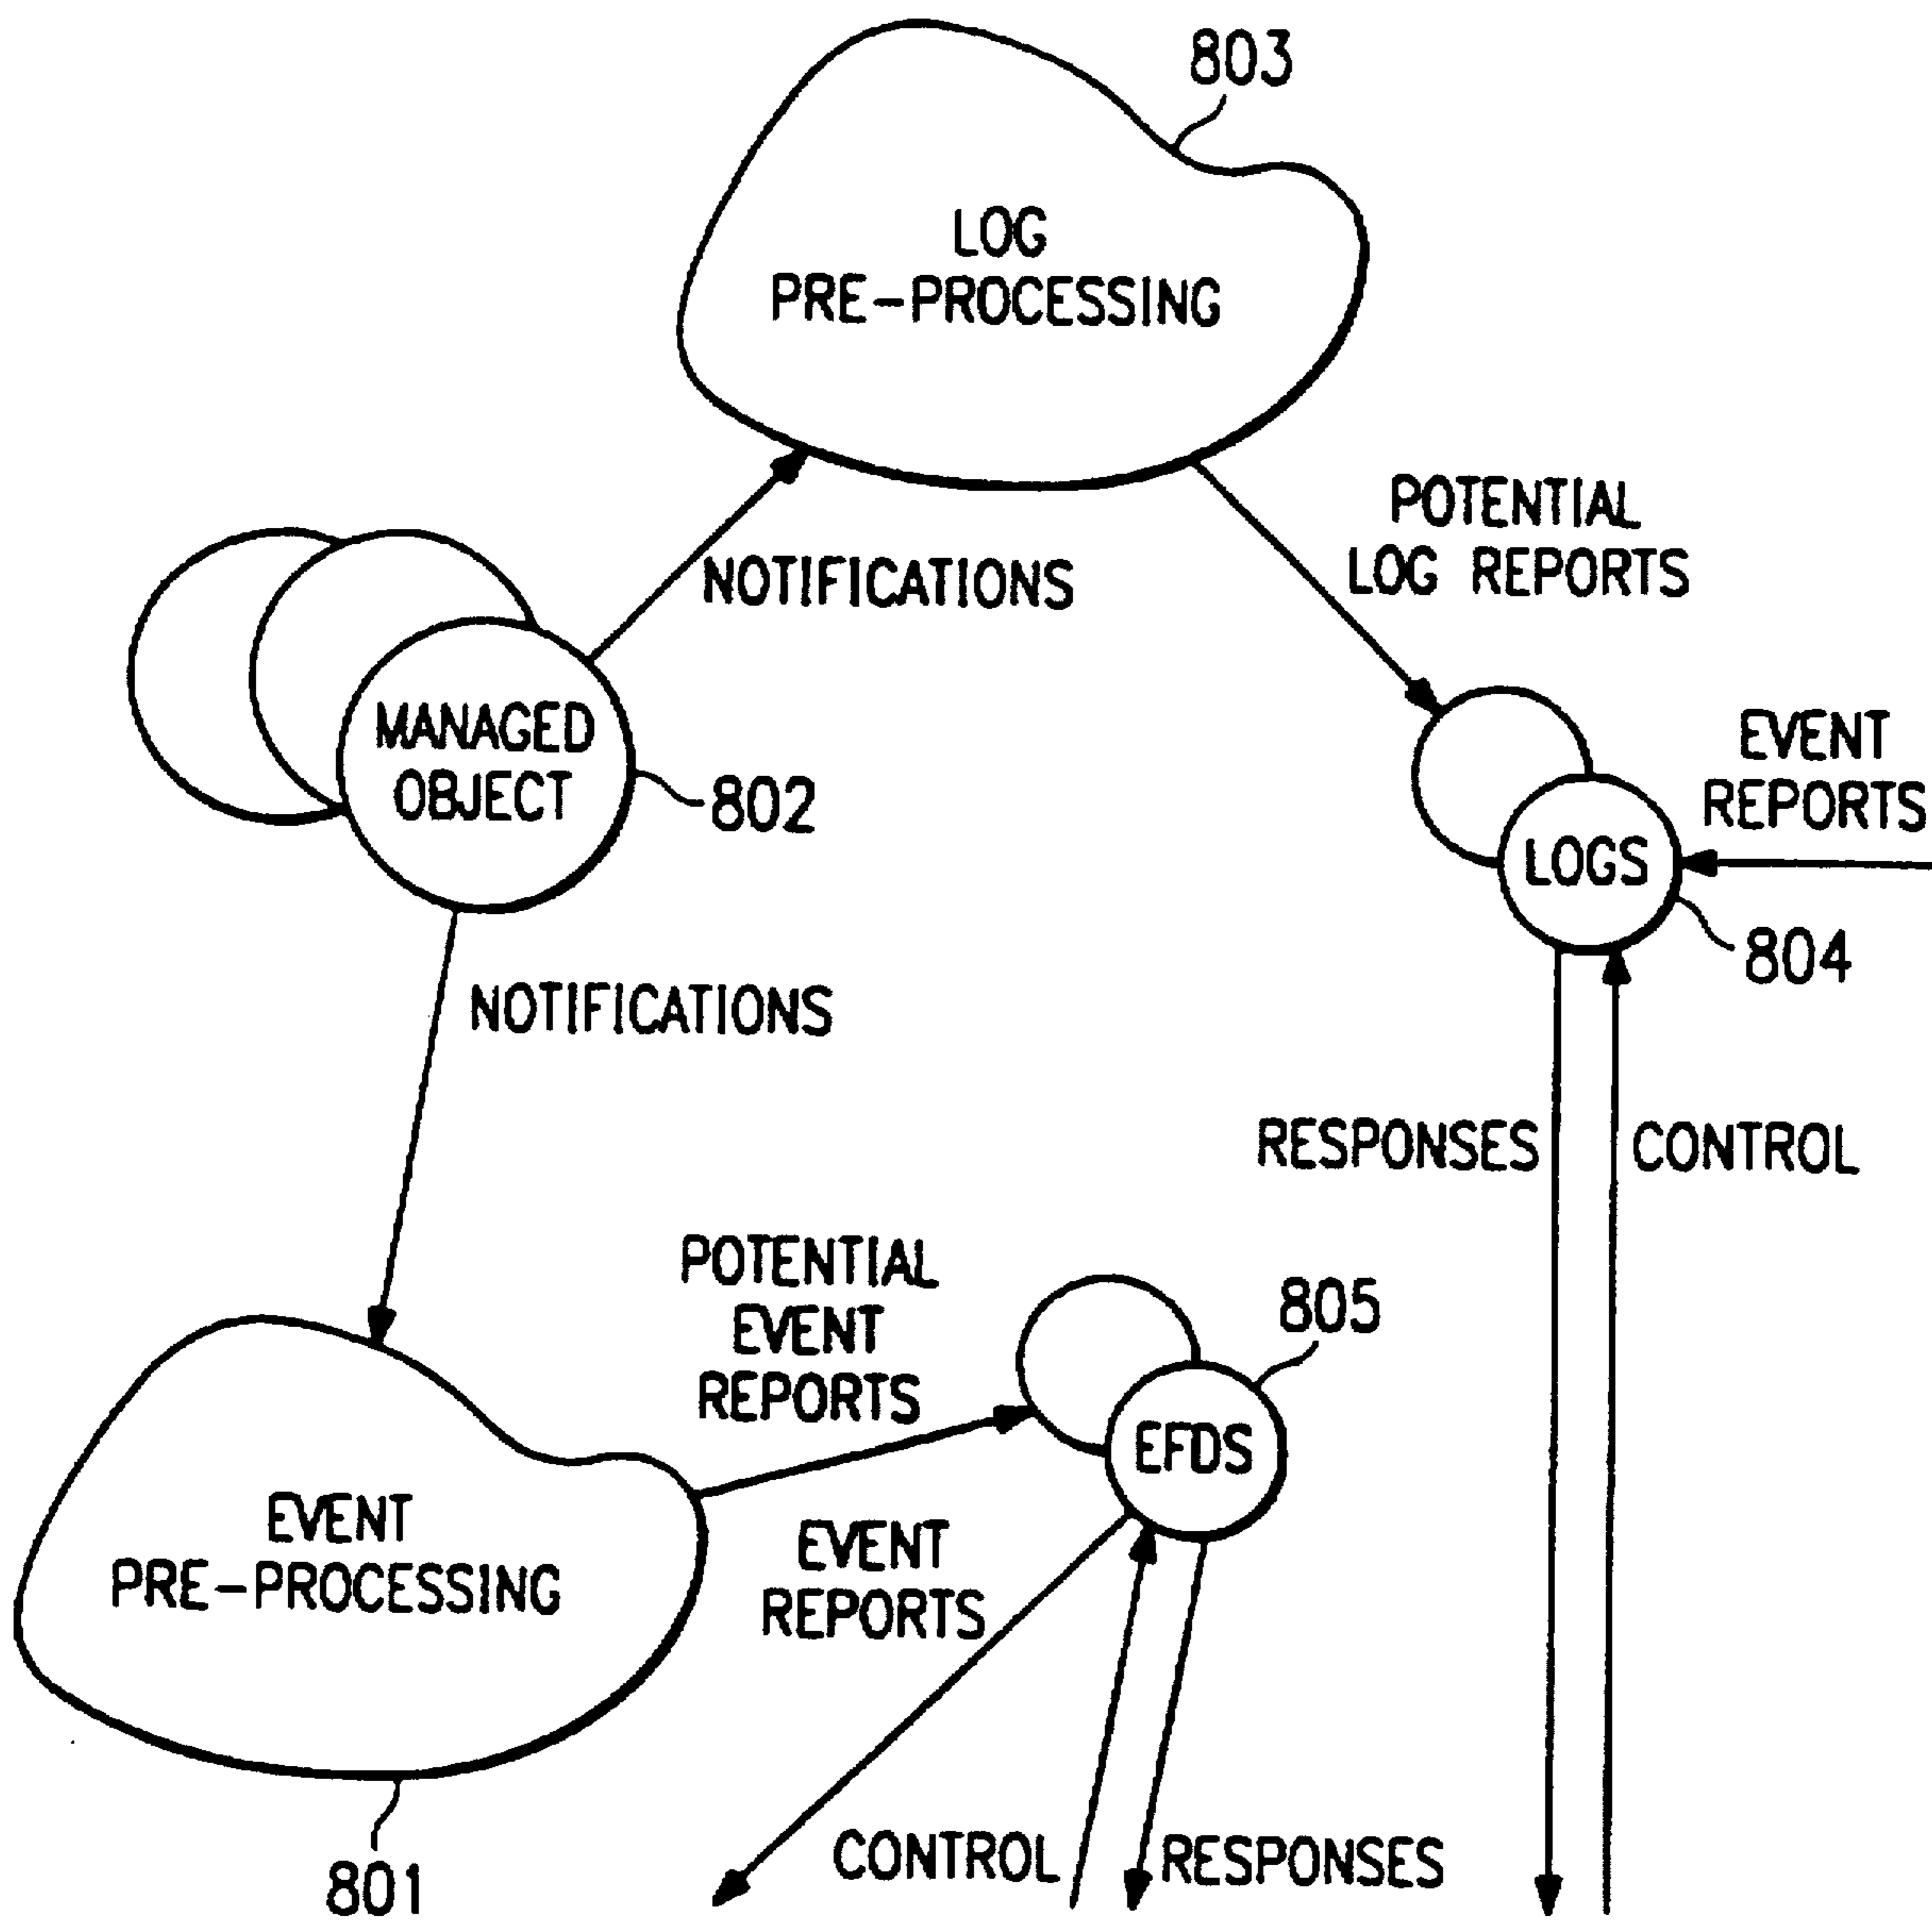 803
LOG
PRE-PROCESSING
NOTIFICATIONS
POTENTIAL
LOG REPORTS
MANAGED
OBJECT
802
EVENT
REPORTS
LOGS
804
NOTIFICATIONS
RESPONSES
CONTROL
POTENTIAL
EVENT
REPORTS
805
EFDS
EVENT
PRE-PROCESSING
EVENT
REPORTS
CONTROL
RESPONSES
801